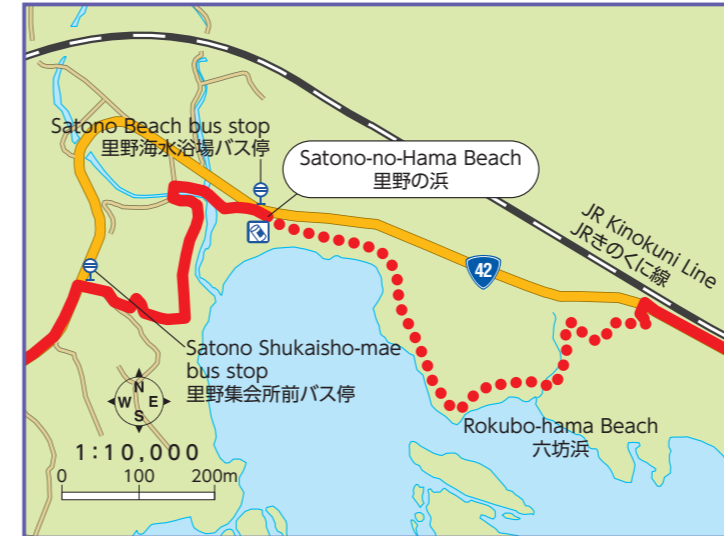 Satono Beach bus stop
里野海水浴場バス停
Satono-no-Hama Beach
里野の浜
JR Kinokuni Line
JRきのくに線
42
Satono Shukaisho-mae
bus stop
里野集会所前バス停
Rokubo-hama Beach
六坊浜
N
W E
S
1:10,000
0 100 200m